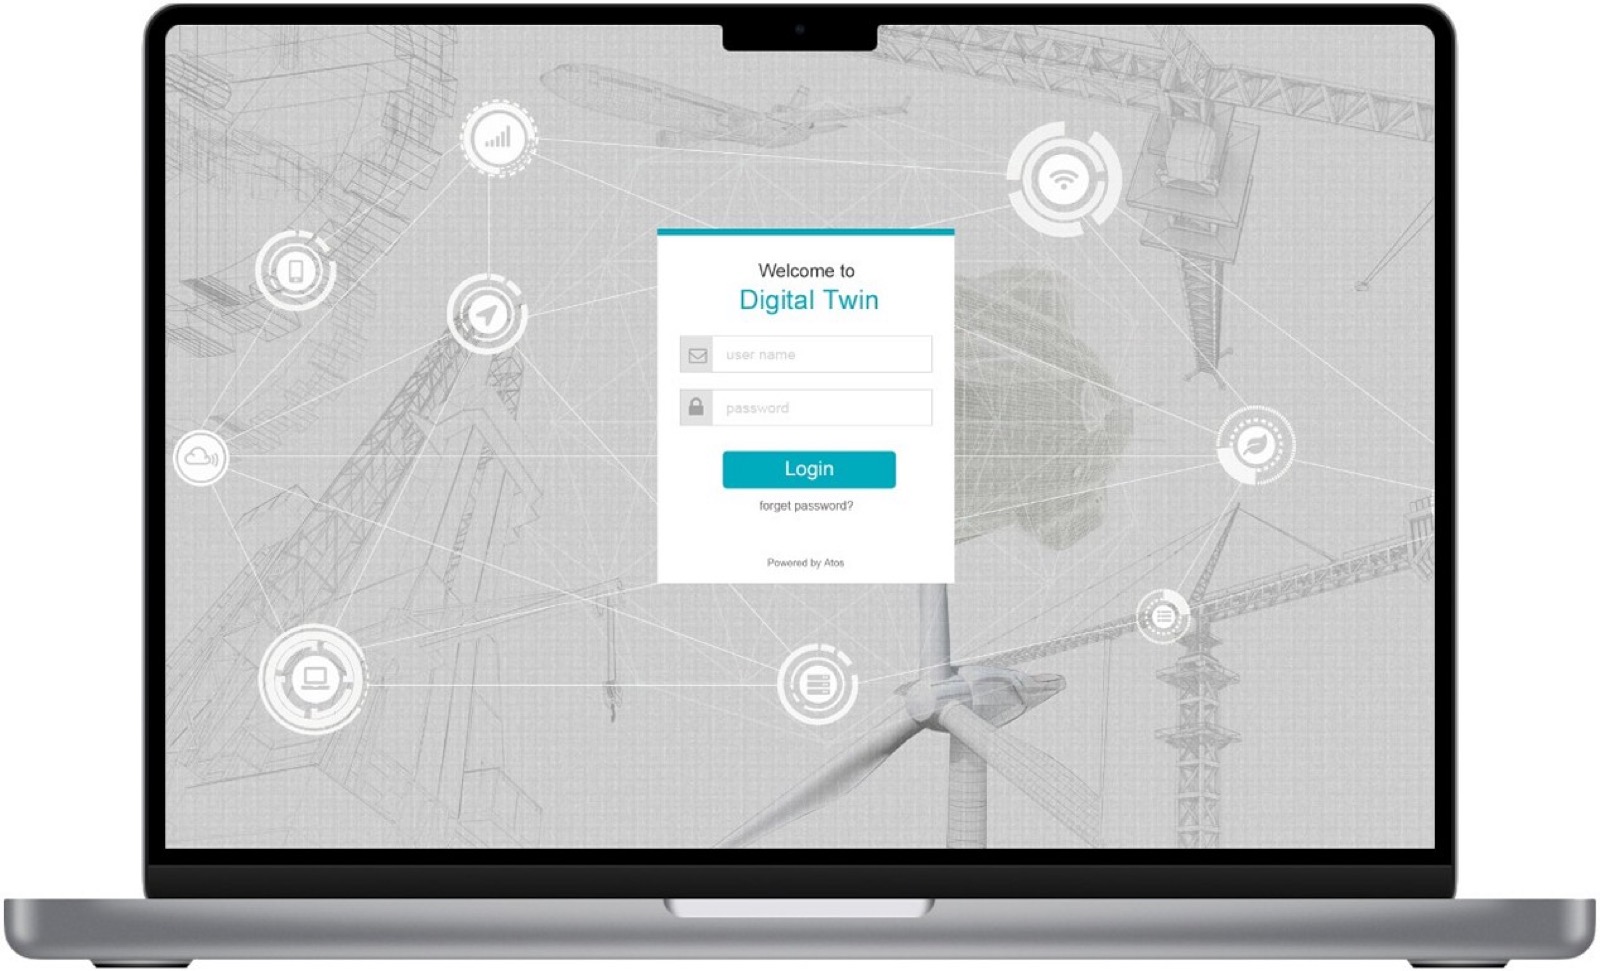 Welcome to
Digital Twin
user name
password
Login
forget password?
Powered by Atos